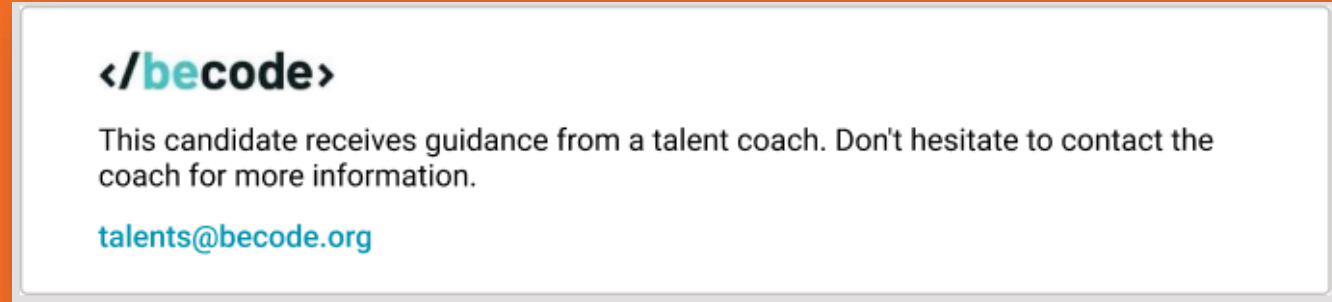 </becode>
This candidate receives guidance from a talent coach. Don't hesitate to contact the
coach for more information.
talents@becode.org